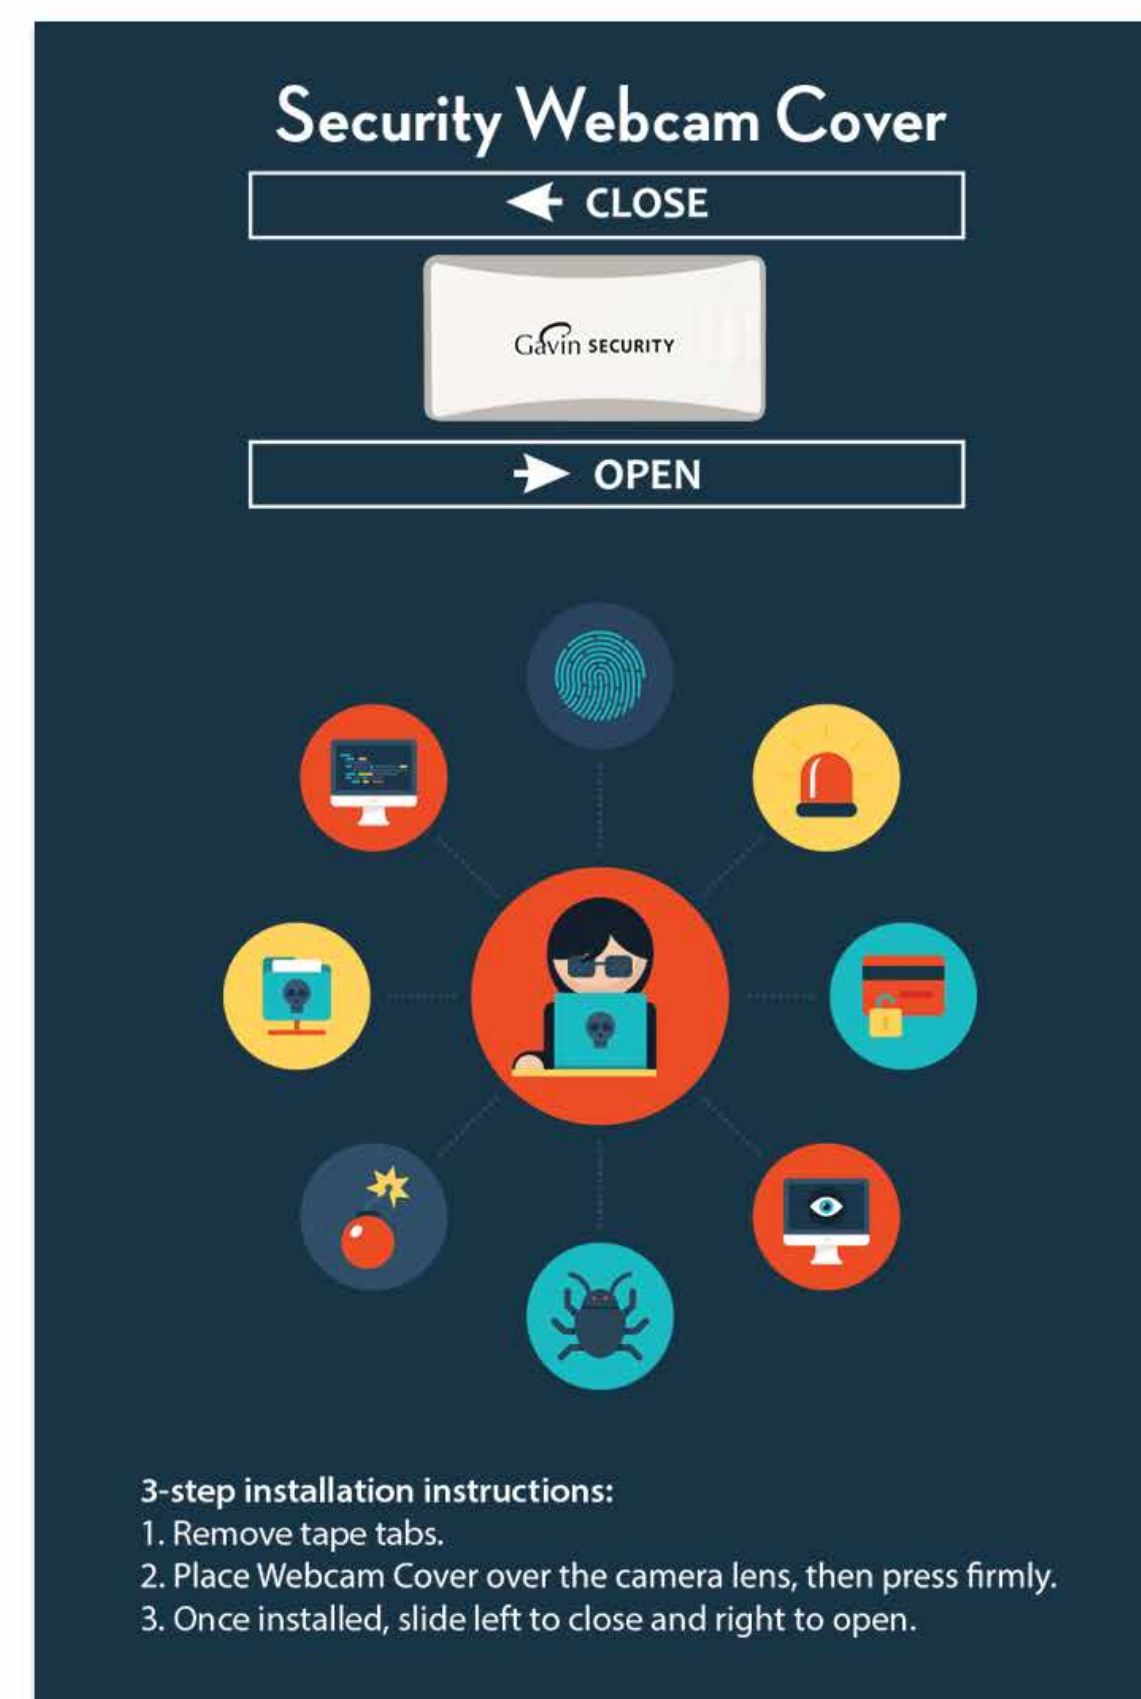 Security Webcam Cover
CLOSE
Gavin SECURITY
OPEN
3-step installation instructions:
1. Remove tape tabs.
2. Place Webcam Cover over the camera lens, then press firmly.
3. Once installed, slide left to close and right to open.